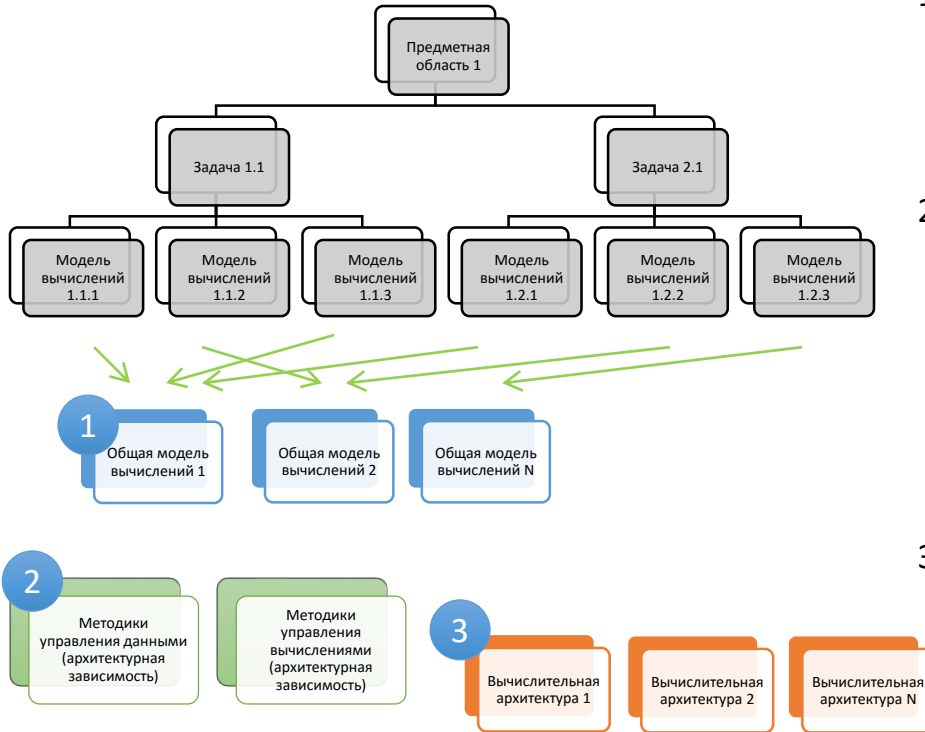 Предметная
область 1
Задача 1.1
Задача 2.1
Модель
вычислений
1.1.1
Модель
вычислений
1.1.2
Модель
вычислений
1.1.3
Модель
вычислений
1.2.1
Модель
вычислений
1.2.2
Модель
вычислений
1.2.3
2
1
Общая модель
вычислений 1
Общая модель
вычислений 2
Общая модель
вычислений N
3
2
Методики
управления данными
(архитектурная
зависимость)
Методики
управления
вычислениями
(архитектурная
зависимость)
3
Вычислительная
архитектура 1
Вычислительная
архитектура 2
Вычислительная
архитектура N